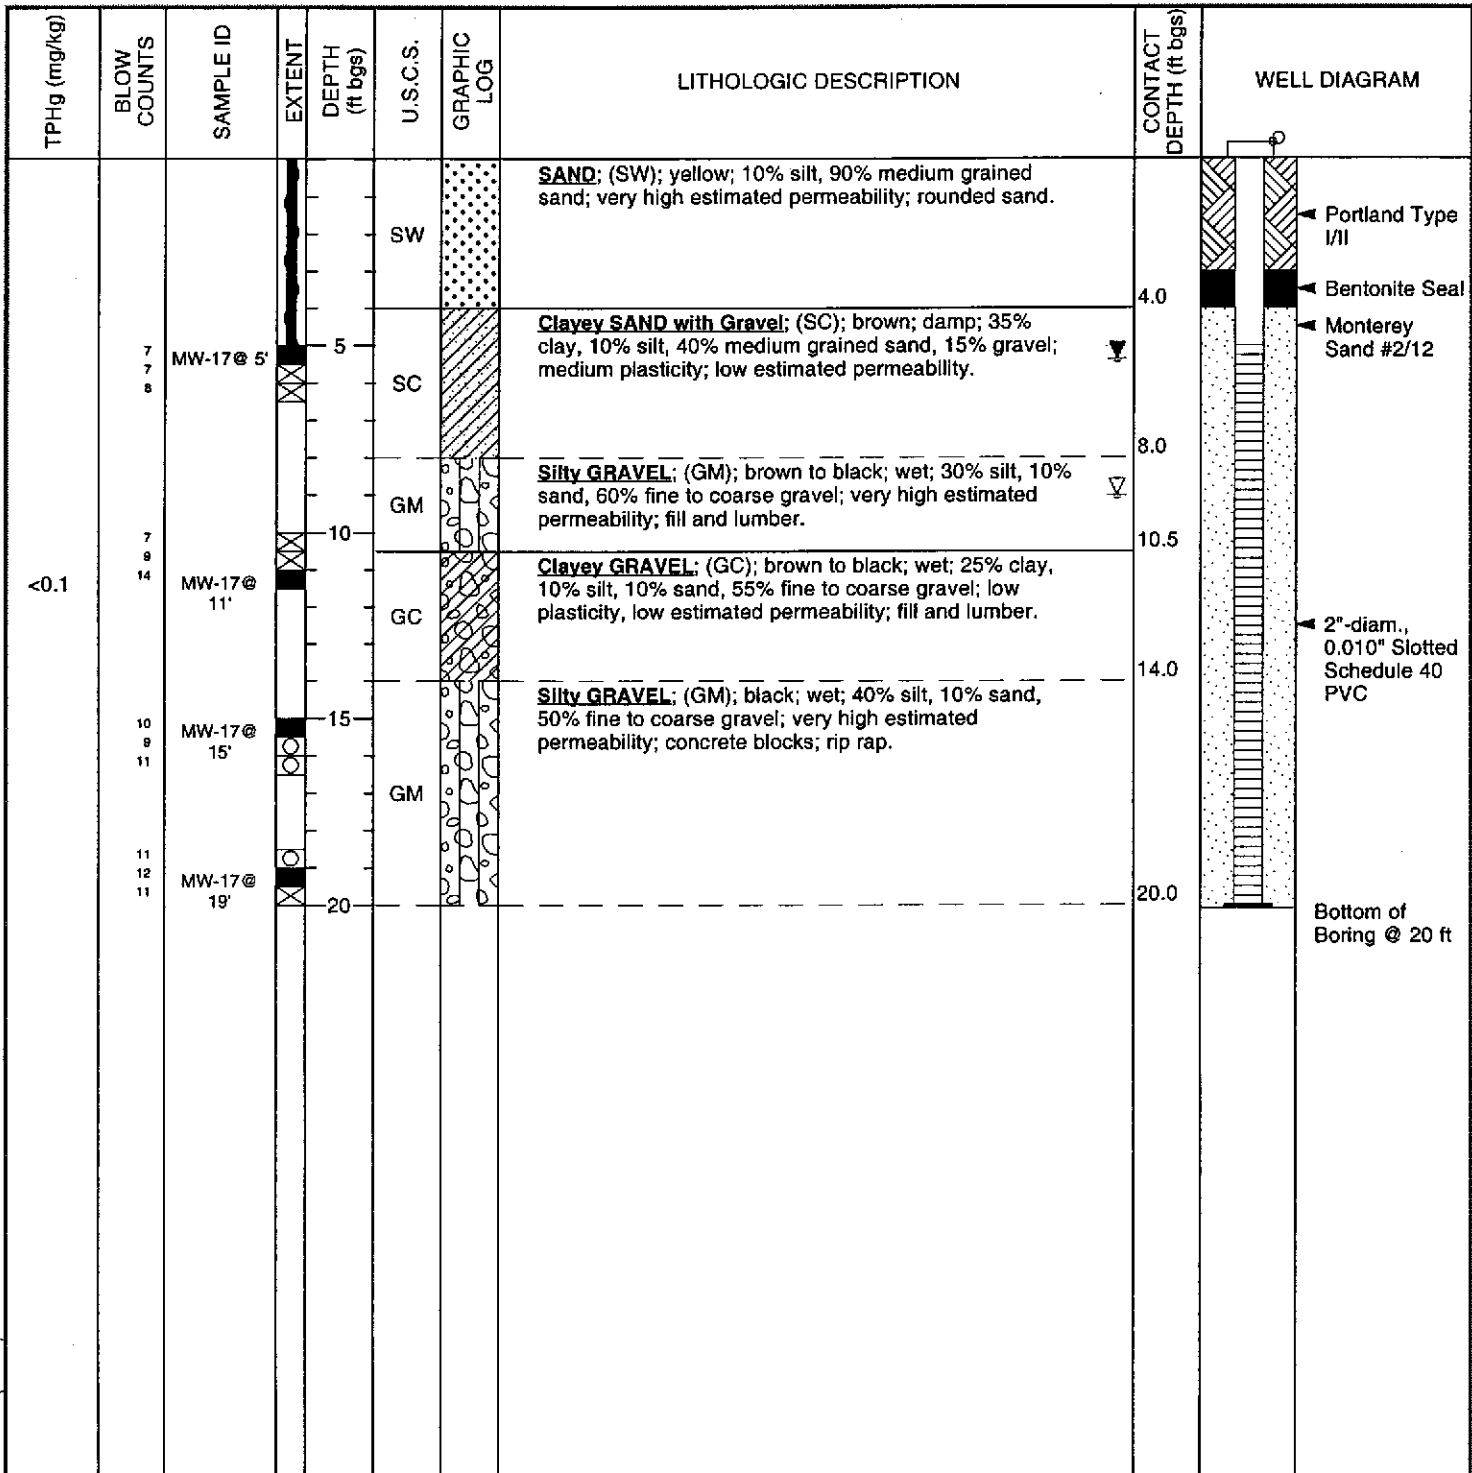 TPHg (mg/kg)
BLOW
COUNTS
SAMPLE ID
EXTENT
DEPTH
(ft bgs)
U.S.C.S.
GRAPHIC
LOG
LITHOLOGIC DESCRIPTION
CONTACT
DEPTH (ft bgs)
WELL DIAGRAM
SAND; (SW); yellow; 10% silt, 90% medium grained
sand; very high estimated permeability; rounded sand.
SW
4.0
Portland Type
I/II
Bentonite Seal
Monterey
Sand #2/12
Clayey SAND with Gravel; (SC); brown; damp; 35%
clay, 10% silt, 40% medium grained sand, 15% gravel;
medium plasticity; low estimated permeability.
7
7
8
MW-17@ 5'
5
SC
8.0
Silty GRAVEL; (GM); brown to black; wet; 30% silt, 10%
sand, 60% fine to coarse gravel; very high estimated
permeability; fill and lumber.
GM
10
10.5
7
9
14
<0.1
MW-17@
11'
Clayey GRAVEL; (GC); brown to black; wet; 25% clay,
10% silt, 10% sand, 55% fine to coarse gravel; low
plasticity, low estimated permeability; fill and lumber.
GC
14.0
2"-diam.,
0.010" Slotted
Schedule 40
PVC
Silty GRAVEL; (GM); black; wet; 40% silt, 10% sand,
50% fine to coarse gravel; very high estimated
permeability; concrete blocks; rip rap.
10
9
11
MW-17@
15'
15
GM
11
12
11
MW-17@
19'
20
20.0
Bottom of
Boring @ 20 ft